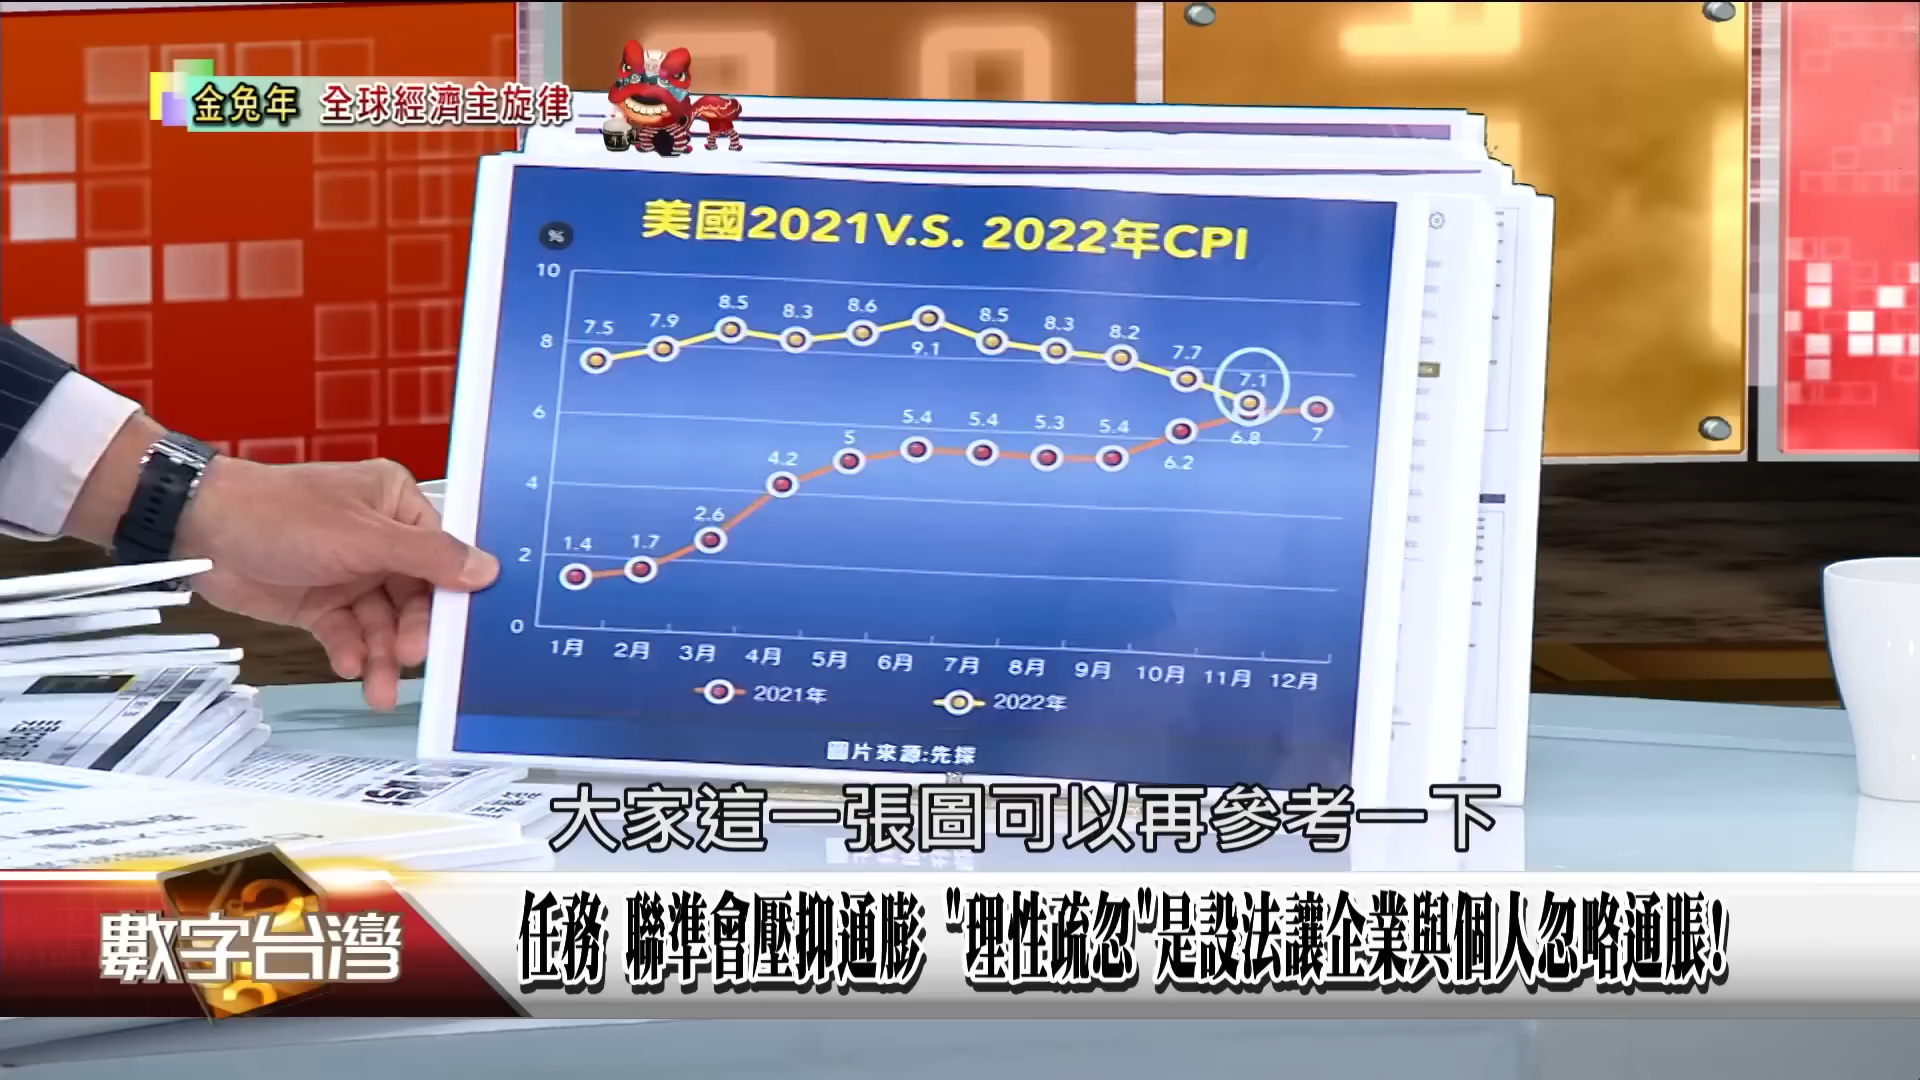 金兔年 全球經濟主旋律
美國2021V.S. 2022年CPI
%
10
8
6
4
2
0
7.5 7.9 8.5 8.3 8.6 9.1 8.5 8.3 8.2 7.7 7.1
1.4 1.7 2.6 4.2 5 5.4 5.4 5.3 5.4 6.2 6.8 7
1月 2月 3月 4月 5月 6月 7月 8月 9月 10月 11月 12月
2021年 2022年
圖片來源:先探
大家這一張圖可以再參考一下
數字台灣
任務 聯準會壓抑通膨 "理性疏忽"是設法讓企業與個人忽略通脹!